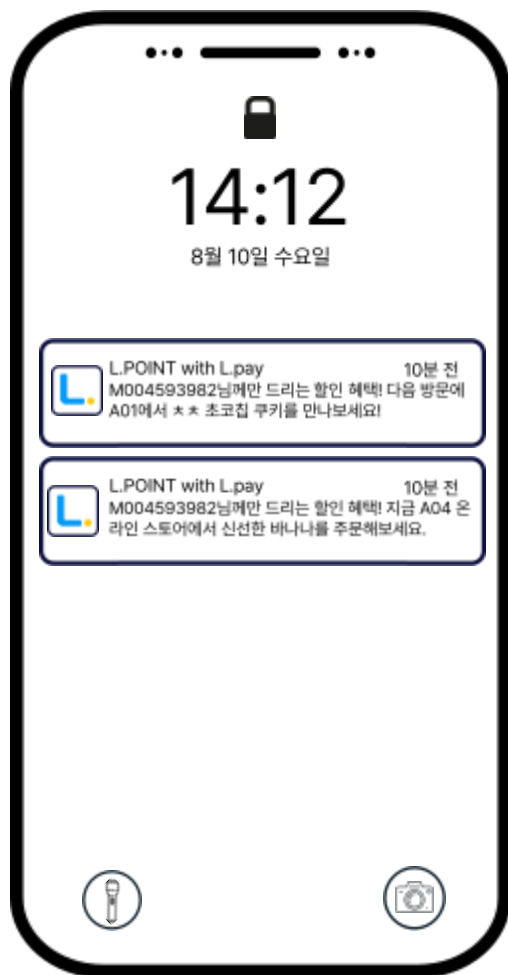 14:12
8월 10일 수요일
L.POINT with L.pay 10분 전
M004593982님께만 드리는 할인 혜택! 다음 방문에
A01에서 ㅊㅊ 초코칩 쿠키를 만나보세요!
L.
L.POINT with L.pay 10분 전
M004593982님께만 드리는 할인 혜택! 지금 A04 온
라인 스토어에서 신선한 바나나를 주문해보세요.
L.